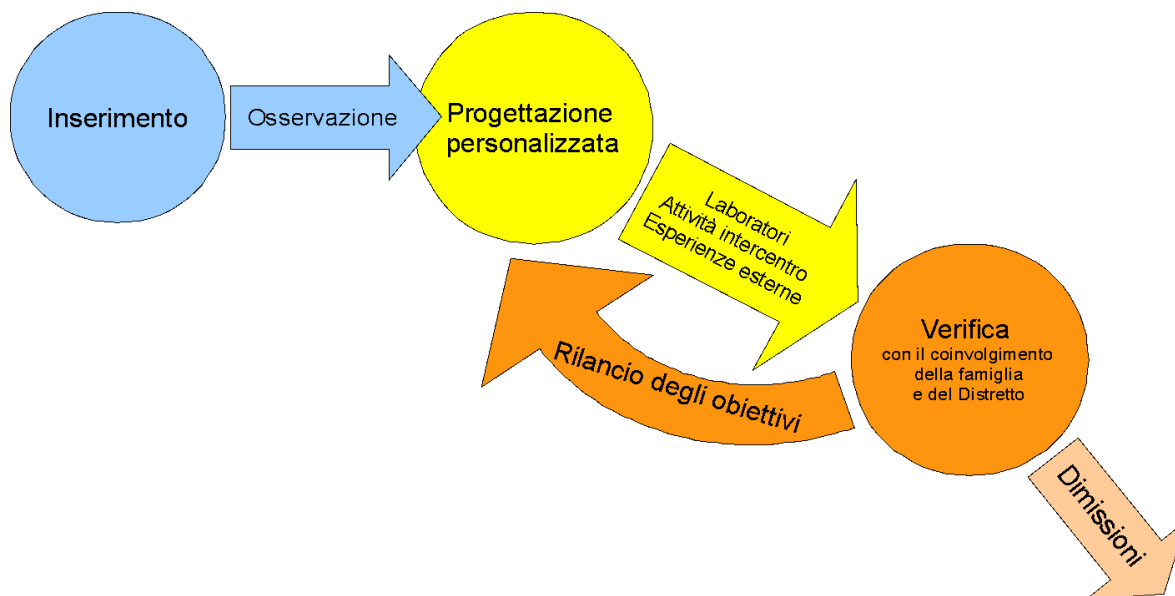 Inserimento
Osservazione
Progettazione
personalizzata
Laboratori
Attività intercentro
Esperienze esterne
Verifica
con il coinvolgimento
della famiglia
e del Distretto
Rilancio degli obiettivi
Dimissioni